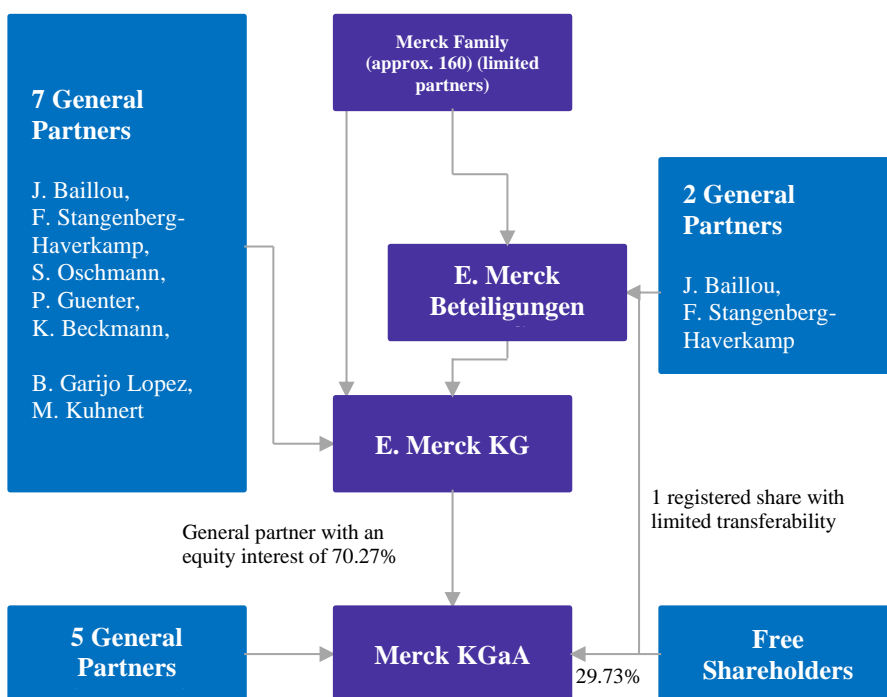 Merck Family
(approx. 160) (limited
partners)
7 General
Partners
J. Baillou,
F. Stangenberg-
Haverkamp,
S. Oschmann,
P. Guenter,
K. Beckmann,
B. Garijo Lopez,
M. Kuhnert
2 General
Partners
J. Baillou,
F. Stangenberg-
Haverkamp
E. Merck
Beteiligungen
E. Merck KG
1 registered share with
limited transferability
General partner with an
equity interest of 70.27%
5 General
Partners
Merck KGaA
29.73%
Free
Shareholders